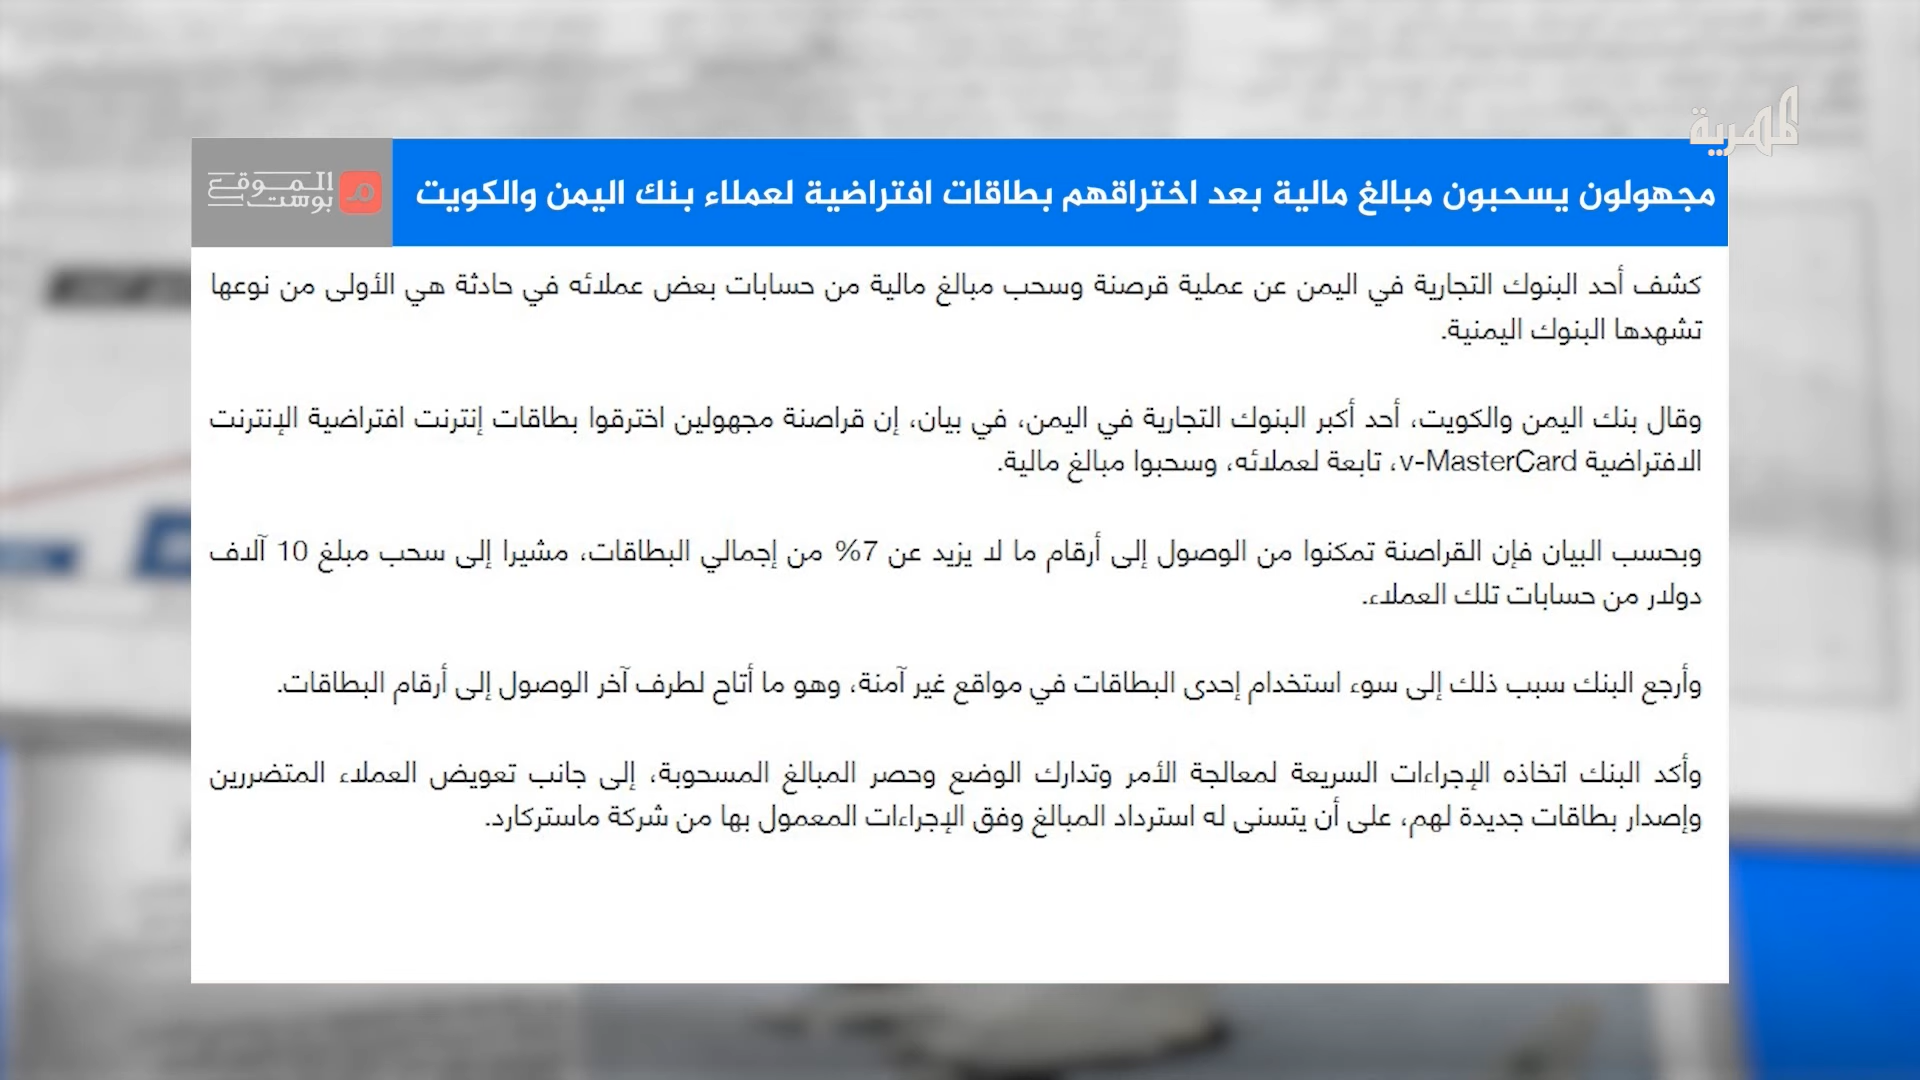 المهرية
مجهولون يسحبون مبالغ مالية بعد اختراقهم بطاقات افتراضية لعملاء بنك اليمن والكويت
الموقع
بوست
كشف أحد البنوك التجارية في اليمن عن عملية قرصنة وسحب مبالغ مالية من حسابات بعض عملائه في حادثة هي الأولى من نوعها
تشهدها البنوك اليمنية.
وقال بنك اليمن والكويت، أحد أكبر البنوك التجارية في اليمن، في بيان، إن قراصنة مجهولين اخترقوا بطاقات إنترنت افتراضية الإنترنت
الافتراضية v-MasterCard، تابعة لعملائه، وسحبوا مبالغ مالية.
وبحسب البيان فإن القراصنة تمكنوا من الوصول إلى أرقام ما لا يزيد عن 7% من إجمالي البطاقات، مشيرا إلى سحب مبلغ 10 آلاف
دولار من حسابات تلك العملاء.
وأرجع البنك سبب ذلك إلى سوء استخدام إحدى البطاقات في مواقع غير آمنة، وهو ما أتاح لطرف آخر الوصول إلى أرقام البطاقات.
وأكد البنك اتخاذه الإجراءات السريعة لمعالجة الأمر وتدارك الوضع وحصر المبالغ المسحوبة، إلى جانب تعويض العملاء المتضررين
وإصدار بطاقات جديدة لهم، على أن يتسنى له استرداد المبالغ وفق الإجراءات المعمول بها من شركة ماستركارد.